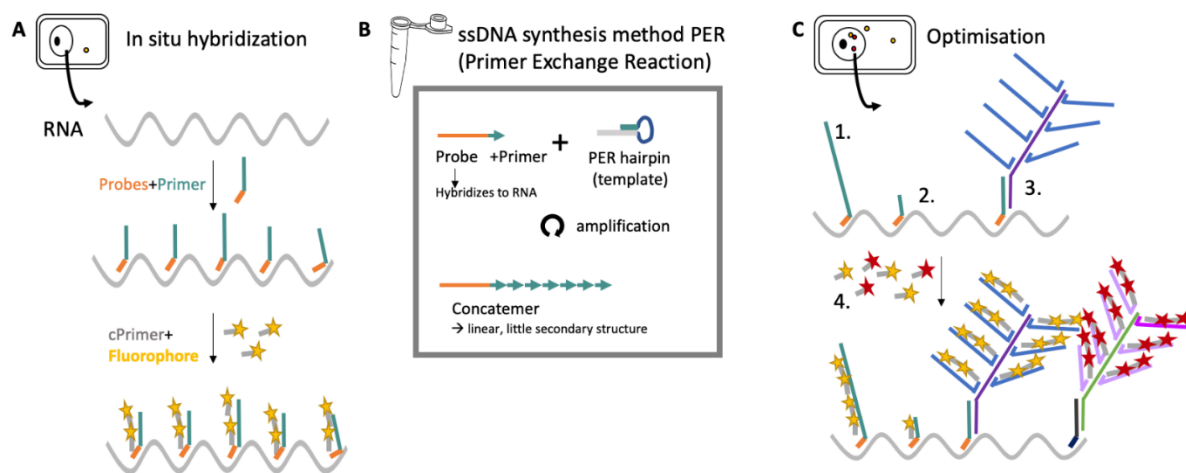 A
In situ hybridization
RNA
Probes+Primer
cPrimer+
Fluorophore
B
ssDNA synthesis method PER
(Primer Exchange Reaction)
Probe +Primer
+
PER hairpin
(template)
Hybridizes to RNA
amplification
Concatemer
→ linear, little secondary structure
C
Optimisation
1.
2.
3.
4.